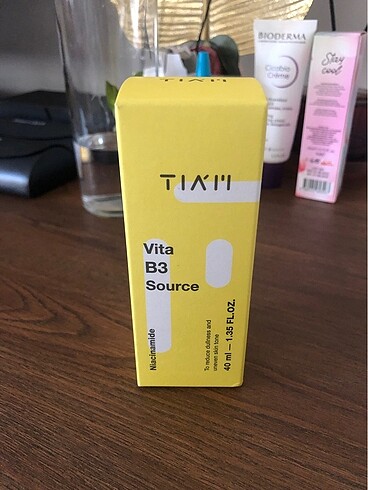 TIA'M
TIA'M
Vita
B3
Source
Niacinamide
To reduce dullness and
uneven skin tone
40 ml — 1.35 FL.OZ.
BIODERMA
Cicabio
Crème
Stay
cool